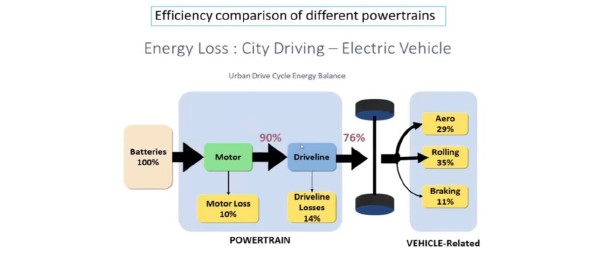 Efficiency comparison of different powertrains
Energy Loss : City Driving – Electric Vehicle
Urban Drive Cycle Energy Balance
Batteries
100%
Motor
90%
Driveline
76%
Motor Loss
10%
Driveline
Losses
14%
Aero
29%
Rolling
35%
Braking
11%
POWERTRAIN
VEHICLE-Related